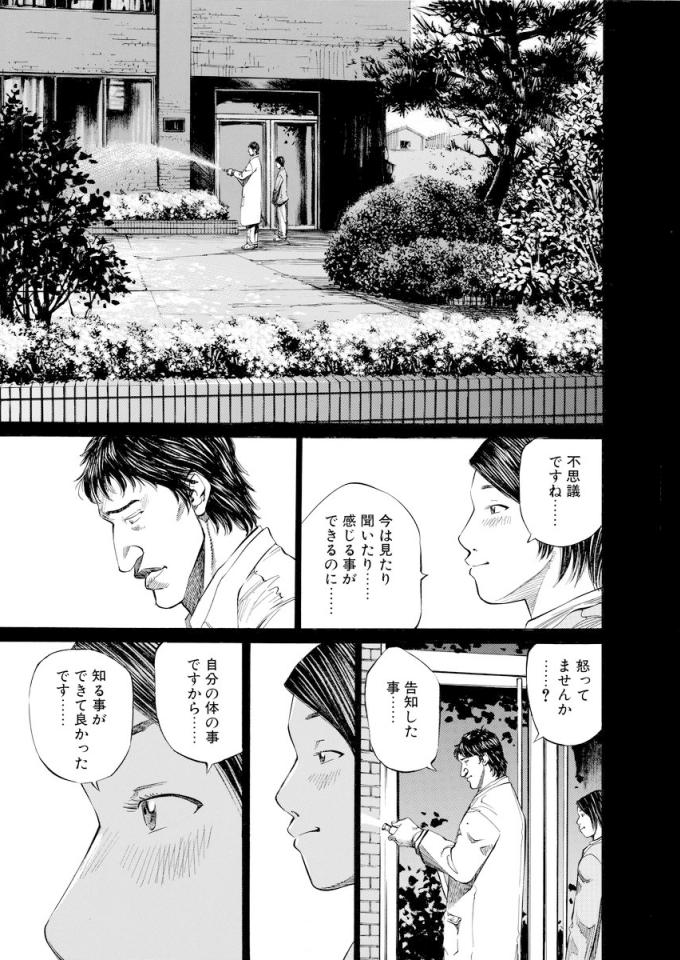 不思議
ですね……
今は見たり
聞いたり……
感じる事が
できるのに……
怒って
ませんか
……？
告知した
事……
自分の体の事
ですから……
知る事が
できて良かった
です……